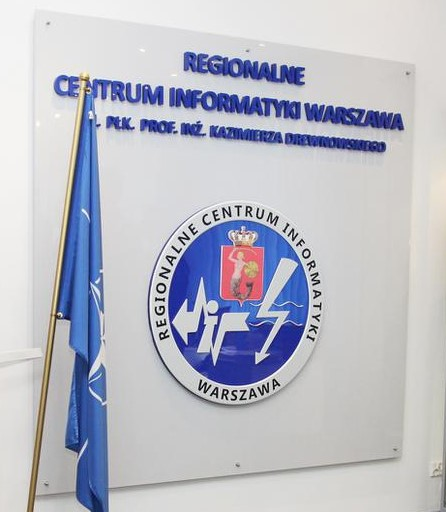 REGIONALNE
CENTRUM INFORMATYKI WARSZAWA
PŁK. PROF. INŻ. KAZIMIERZA DREWNOWSKIEGO
REGIONALNE CENTRUM INFORMATYKI
WARSZAWA